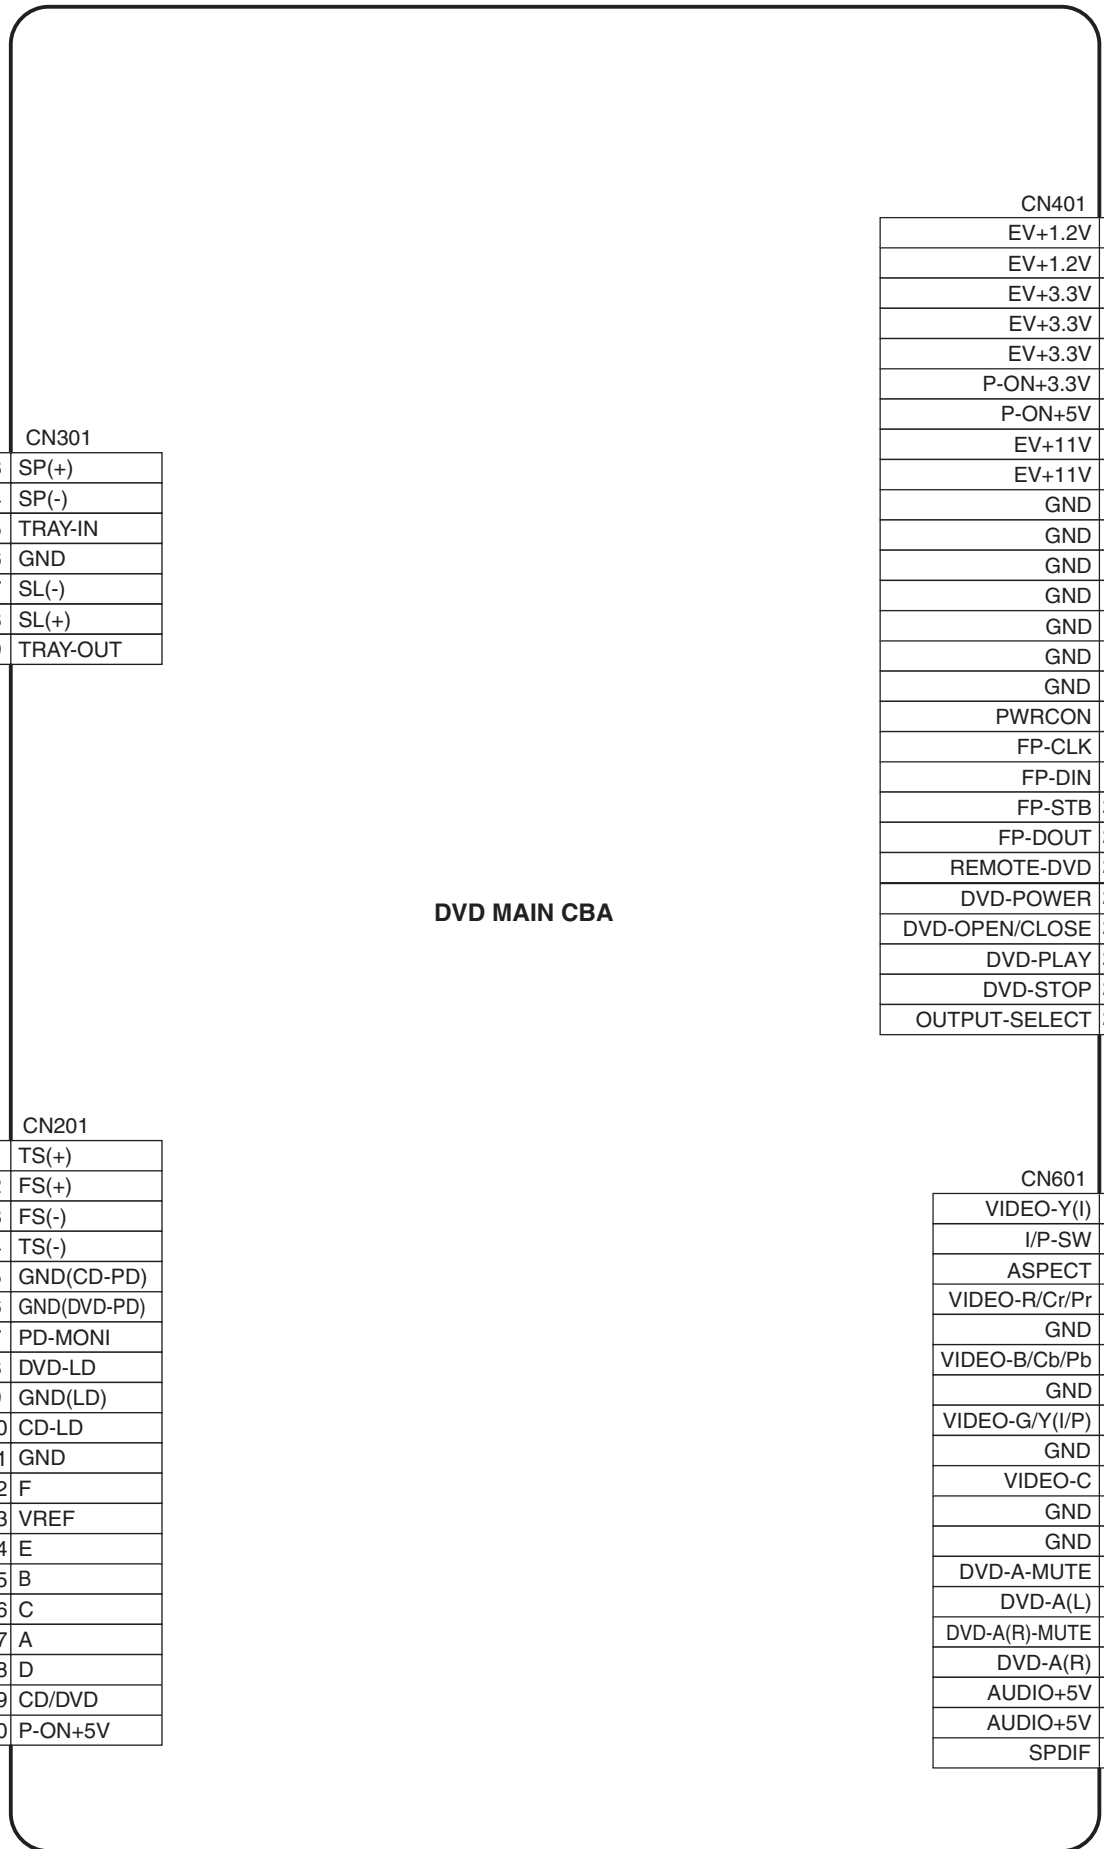 CN401
EV+1.2V
EV+1.2V
EV+3.3V
EV+3.3V
EV+3.3V
P-ON+3.3V
P-ON+5V
EV+11V
EV+11V
GND
GND
GND
GND
GND
GND
GND
PWRCON
FP-CLK
FP-DIN
FP-STB
FP-DOUT
REMOTE-DVD
DVD-POWER
DVD-OPEN/CLOSE
DVD-PLAY
DVD-STOP
OUTPUT-SELECT
CN301
SP(+)
SP(-)
TRAY-IN
GND
SL(-)
SL(+)
TRAY-OUT
DVD MAIN CBA
CN201
TS(+)
FS(+)
FS(-)
TS(-)
GND(CD-PD)
GND(DVD-PD)
PD-MONI
DVD-LD
GND(LD)
CD-LD
GND
F
VREF
E
B
C
A
D
CD/DVD
P-ON+5V
CN601
VIDEO-Y(I)
I/P-SW
ASPECT
VIDEO-R/Cr/Pr
GND
VIDEO-B/Cb/Pb
GND
VIDEO-G/Y(I/P)
GND
VIDEO-C
GND
GND
DVD-A-MUTE
DVD-A(L)
DVD-A(R)-MUTE
DVD-A(R)
AUDIO+5V
AUDIO+5V
SPDIF